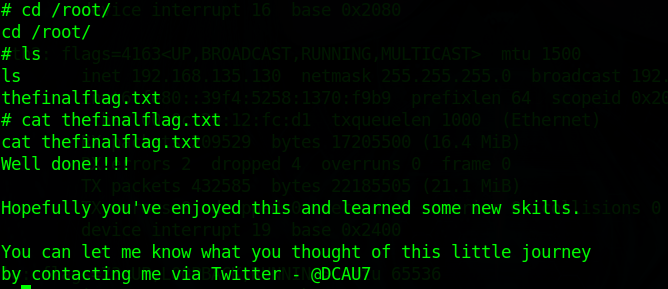 # cd /root/
cd /root/
# ls
ls
thefinalflag.txt
# cat thefinalflag.txt
cat thefinalflag.txt
Well done!!!!
Hopefully you've enjoyed this and learned some new skills.
You can let me know what you thought of this little journey
by contacting me via Twitter - @DCAU7